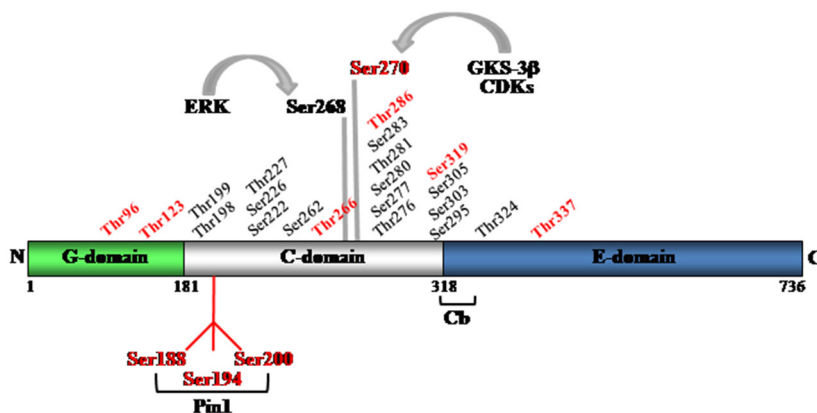 Ser270
GKS-3β
CDKs
ERK
Ser268
Thr286
Ser283
Thr281
Ser280
Ser277
Thr276
Ser319
Ser305
Ser303
Ser295
Thr227
Ser226
Ser222
Thr199
Thr198
Ser262
Thr266
Thr96
Thr123
Thr324
Thr337
N
G-domain
C-domain
E-domain
C
1
181
318
736
Cb
Ser188
Ser200
Ser194
Pin1